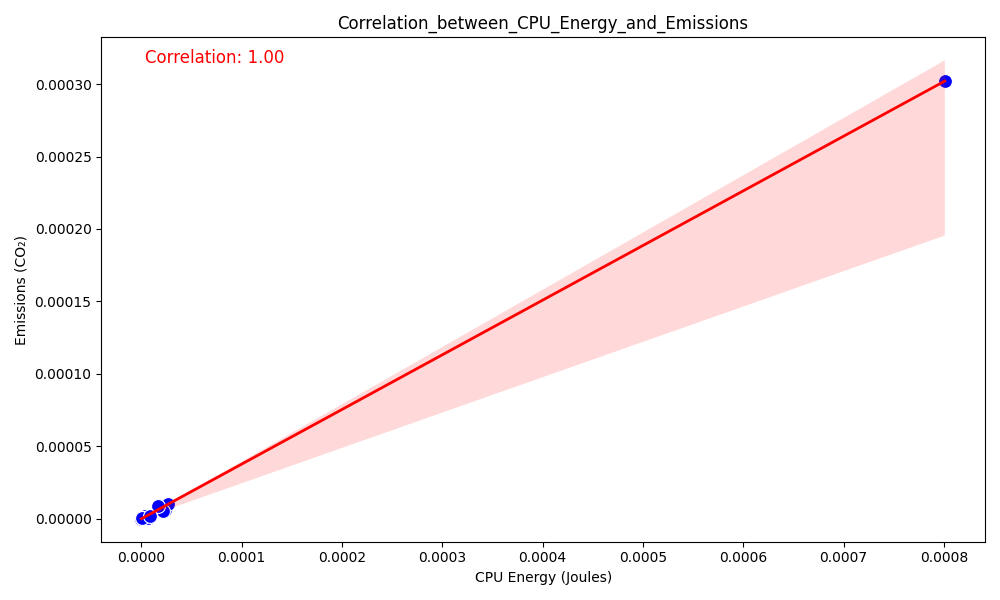 Correlation_between_CPU_Energy_and_Emissions
Correlation: 1.00
0.00030
0.00025
0.00020
0.00015
0.00010
0.00005
0.00000
Emissions (CO₂)
0.0000 0.0001 0.0002 0.0003 0.0004 0.0005 0.0006 0.0007 0.0008
CPU Energy (Joules)